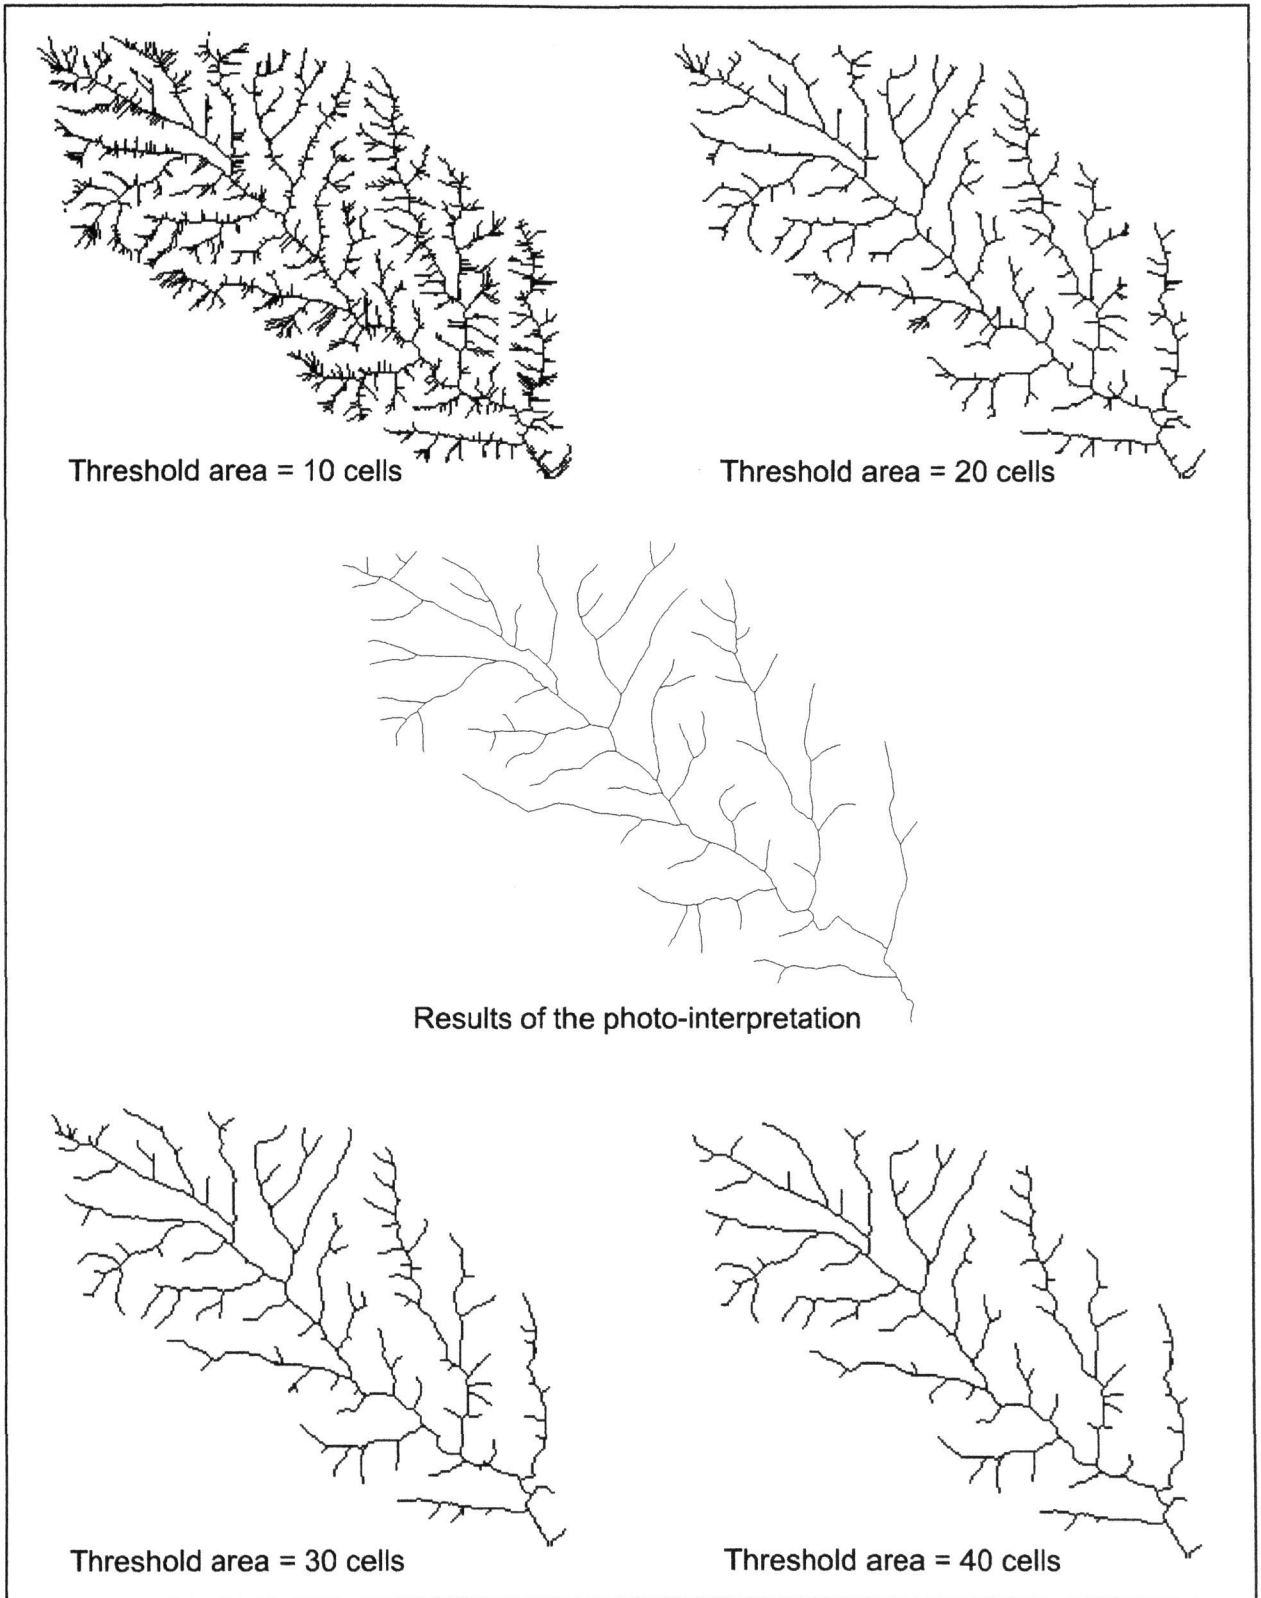 Threshold area = 10 cells
Threshold area = 20 cells
Results of the photo-interpretation
Threshold area = 30 cells
Threshold area = 40 cells